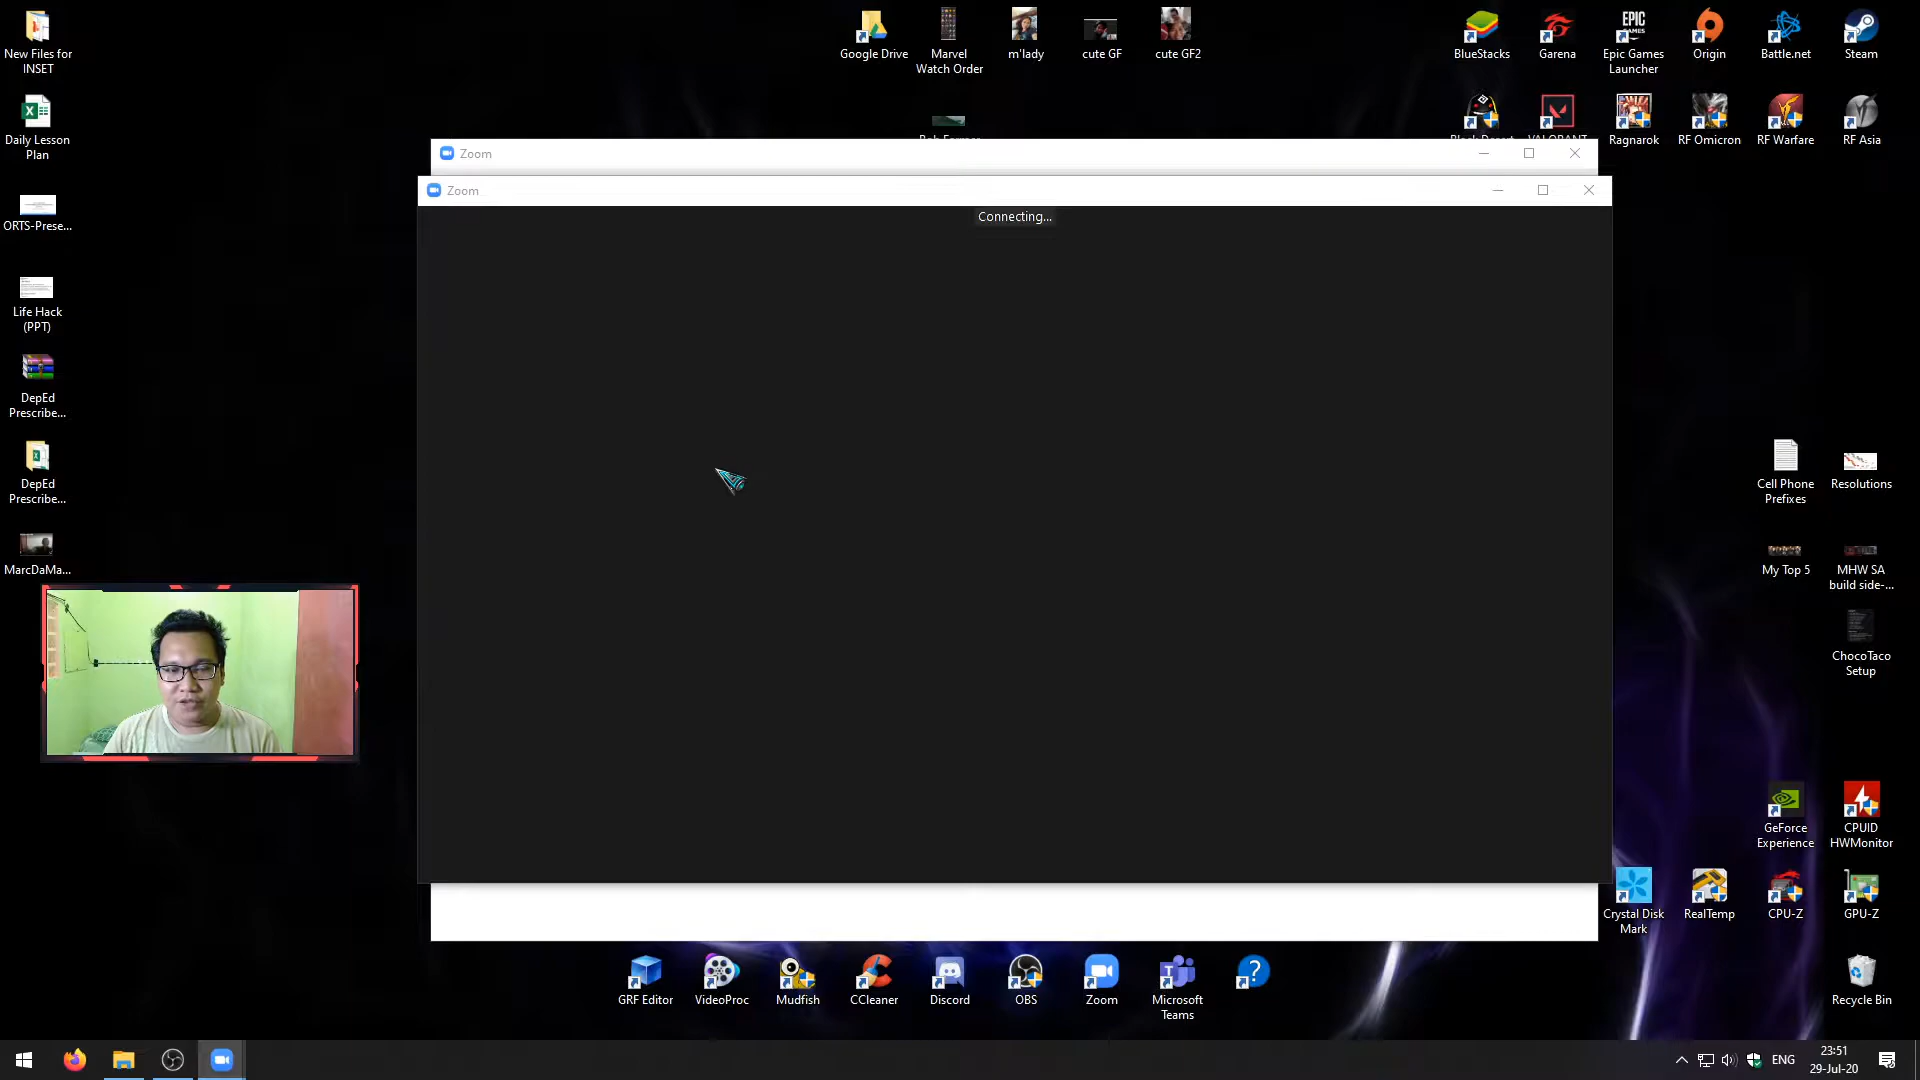 New Files for
INSET
Daily Lesson
Plan
ORTS-Prese...
Life Hack
(PPT)
DepEd
Prescribe...
DepEd
Prescribe...
MarcDaMa...
Google Drive
Marvel
Watch Order
m'lady
cute GF
cute GF2
BlueStacks
Garena
EPIC
GAMES
Epic Games
Launcher
Origin
Battle.net
Steam
VALORANT
Ragnarok
RF Omicron
RF Warfare
RF Asia
Zoom
Zoom
Connecting...
Cell Phone
Prefixes
Resolutions
My Top 5
MHW SA
build side-...
ChocoTaco
Setup
GeForce
Experience
CPUID
HWMonitor
Crystal Disk
Mark
RealTemp
CPU-Z
GPU-Z
GRF Editor
VideoProc
Mudfish
CCleaner
Discord
OBS
Zoom
Microsoft
Teams
Recycle Bin
ENG
23:51
29-Jul-20